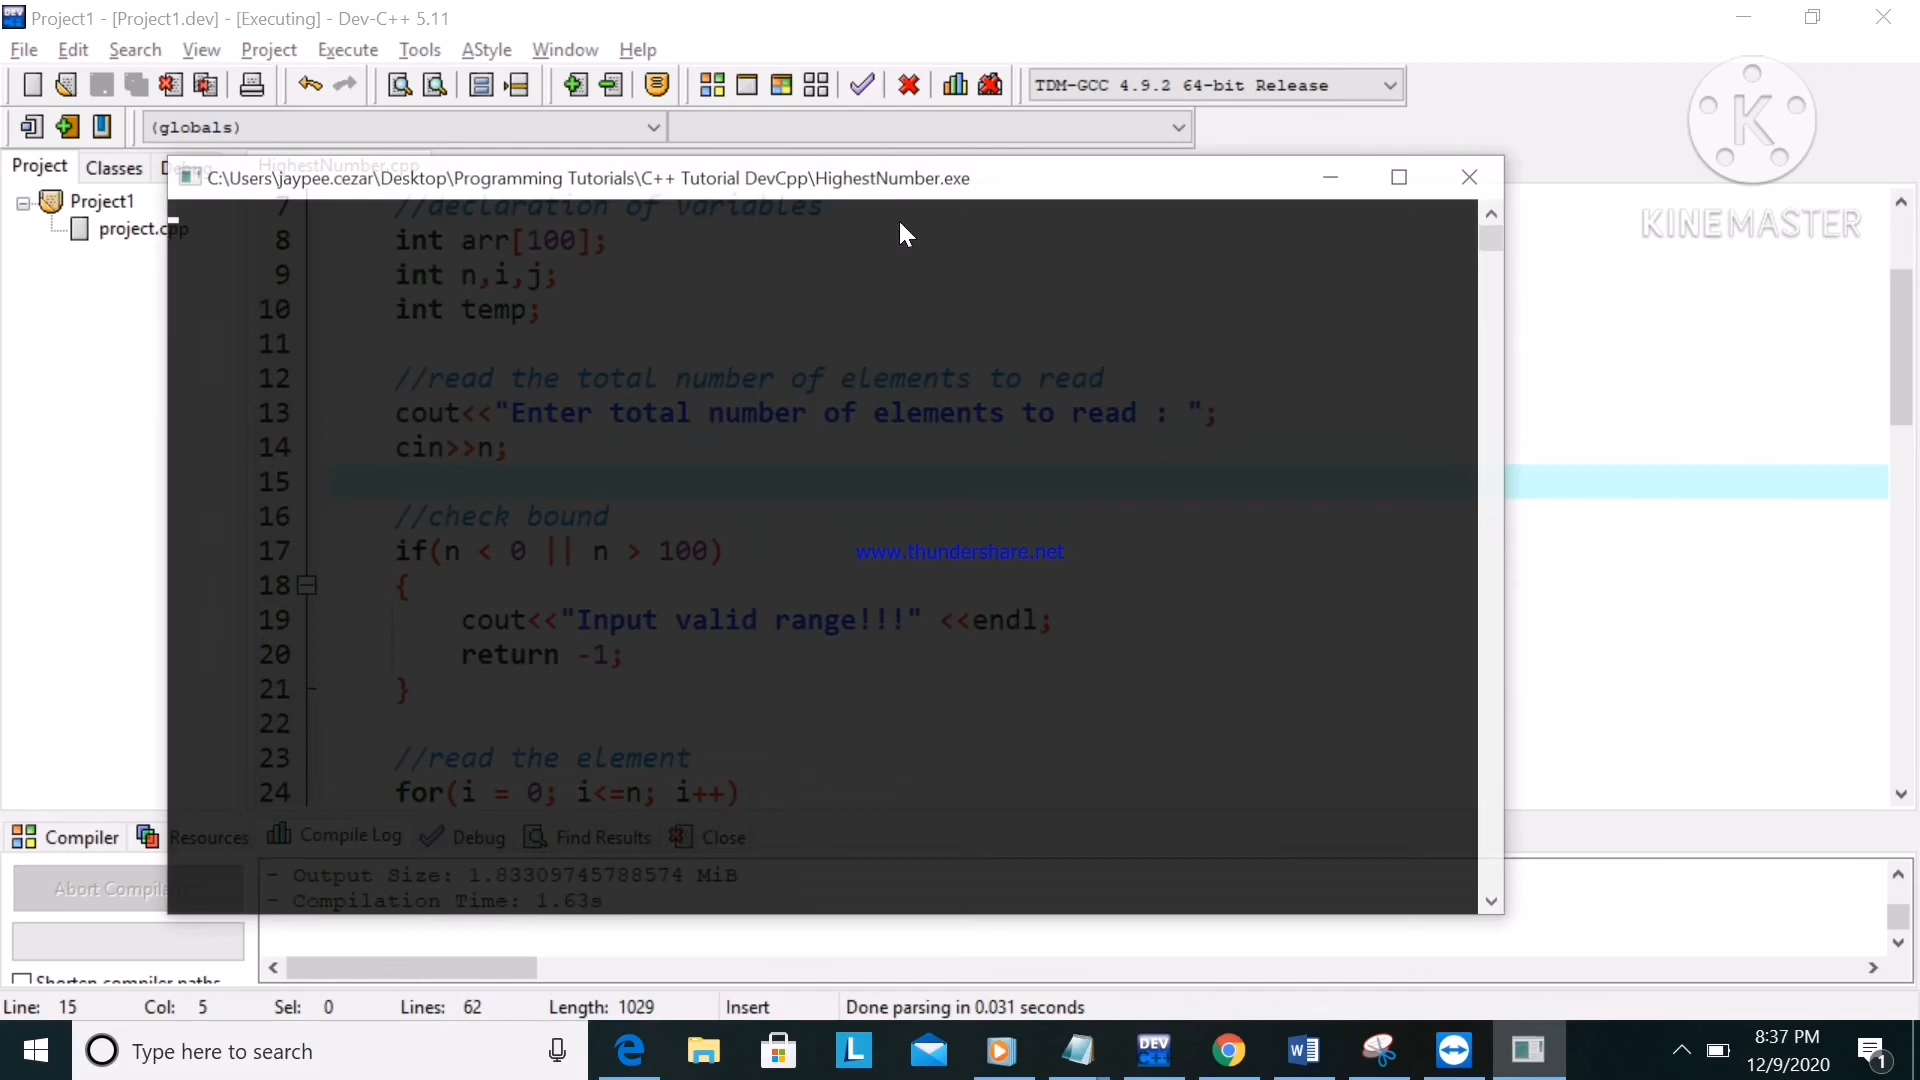 Project1 - [Project1.dev] - [Executing] - Dev-C++ 5.11
File Edit Search View Project Execute Tools AStyle Window Help
TDM-GCC 4.9.2 64-bit Release
(globals)
K
KINEMASTER
Project Classes Debug HighestNumber.cpp
C:\Users\jaypee.cezar\Desktop\Programming Tutorials\C++ Tutorial DevCpp\HighestNumber.exe
Project1
project.cpp
7 //declaration of variables
8 int arr[100];
9 int n,i,j;
10 int temp;
11
12 //read the total number of elements to read
13 cout<<"Enter total number of elements to read : ";
14 cin>>n;
15
16 //check bound
17 if(n < 0 || n > 100)
www.thundershare.net
18 {
19 cout<<"Input valid range!!!" <<endl;
20 return -1;
21 }
22
23 //read the element
24 for(i = 0; i<=n; i++)
Compiler Resources Compile Log Debug Find Results Close
Abort Compilation
- Output Size: 1.83309745788574 MiB
- Compilation Time: 1.63s
Shorten compiler paths
Line: 15 Col: 5 Sel: 0 Lines: 62 Length: 1029 Insert Done parsing in 0.031 seconds
Type here to search
L
DEV C++
W
8:37 PM
12/9/2020
1